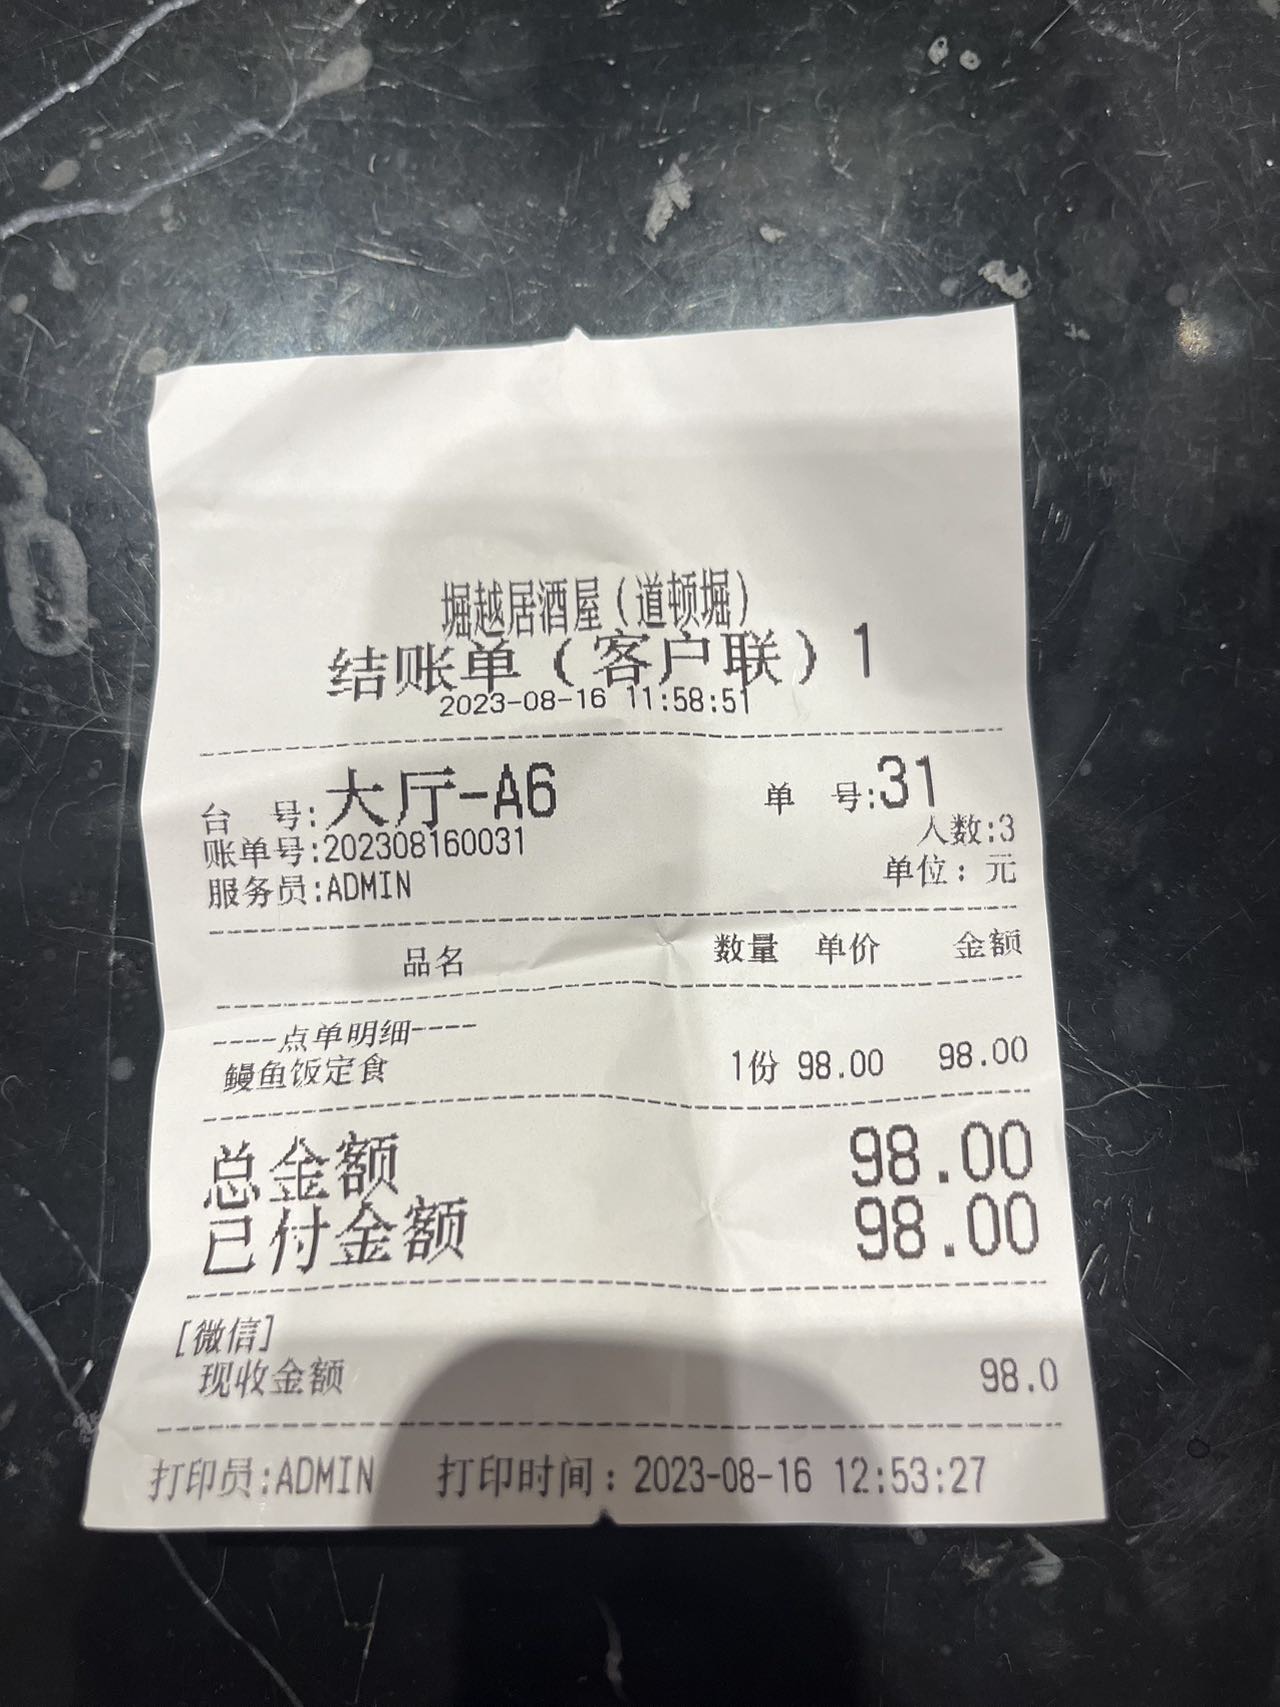 堀越居酒屋(道顿堀)
结账单(客户联)1
2023-08-16 11:58:51
台 号:大厅-A6 单 号:31
人数:3
账单号:202308160031
单位：元
服务员:ADMIN
品名 数量 单价 金额
----点单明细----
鳗鱼饭定食 1份 98.00 98.00
总金额 98.00
已付金额 98.00
[微信]
现收金额 98.0
打印员:ADMIN 打印时间：2023-08-16 12:53:27